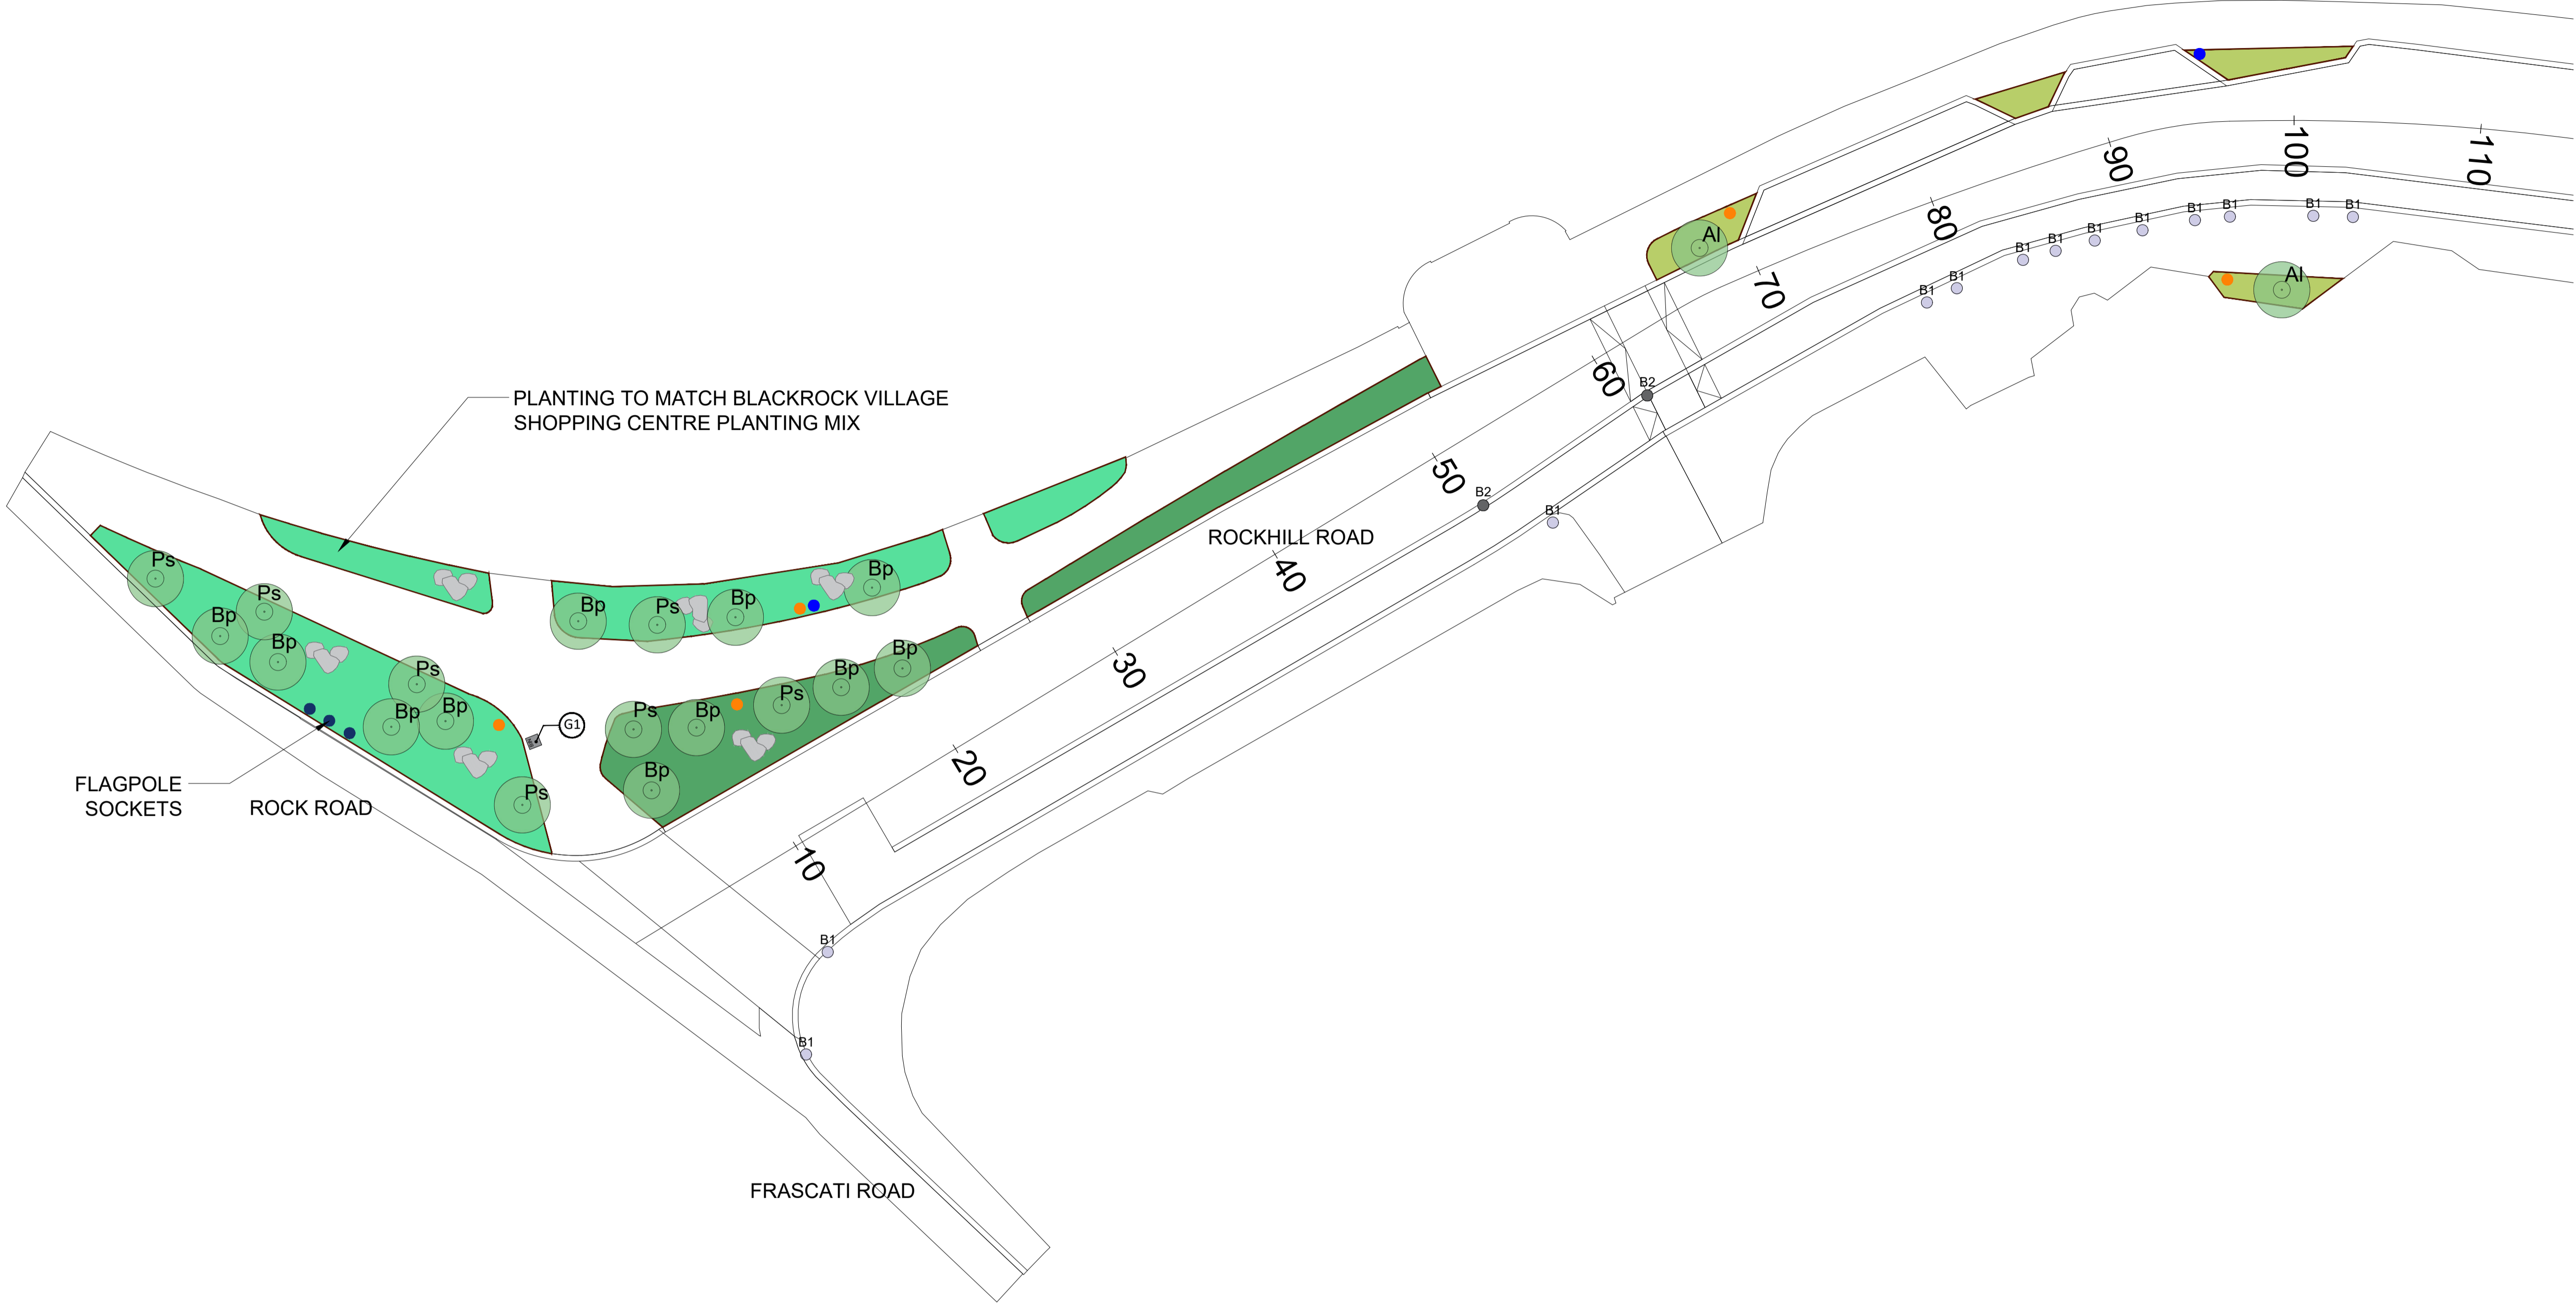 100
110
90
80
B1
B1
B1
B1
B1
B1
B1
B1
B1
B1
Al
Al
70
60
B2
PLANTING TO MATCH BLACKROCK VILLAGE
SHOPPING CENTRE PLANTING MIX
50
B2
B1
ROCKHILL ROAD
40
Ps
Ps
Bp
Bp
Bp
Ps
Bp
Bp
Ps
Bp
Bp
G1
Ps
Bp
Ps
Bp
Bp
Bp
30
20
Ps
FLAGPOLE
SOCKETS
ROCK ROAD
10
B1
B1
FRASCATI ROAD